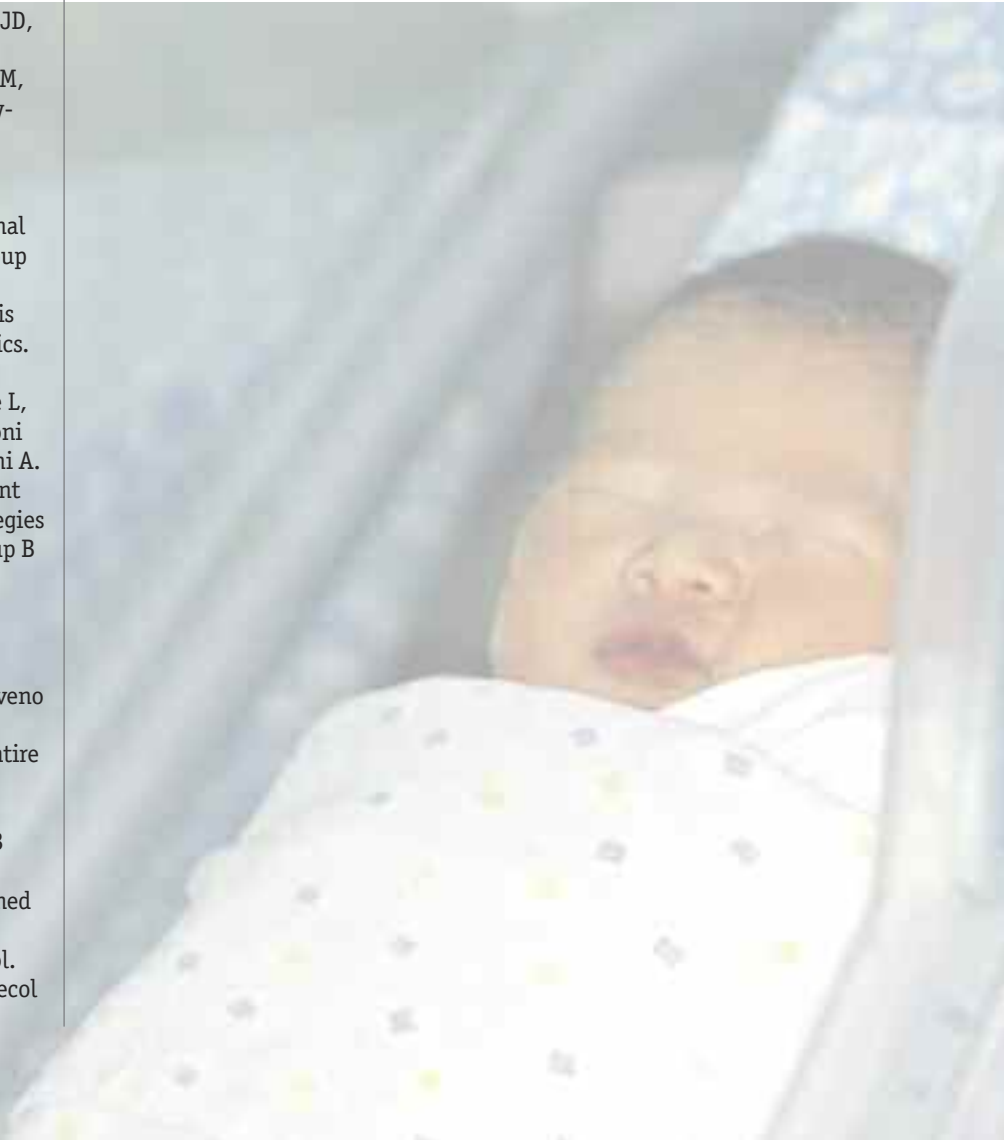 JD,
M,
y-
nal
up
is
ics.
e L,
oni
ni A.
nt
egies
up B
veno
ntire
3
ned
ol.
ecol